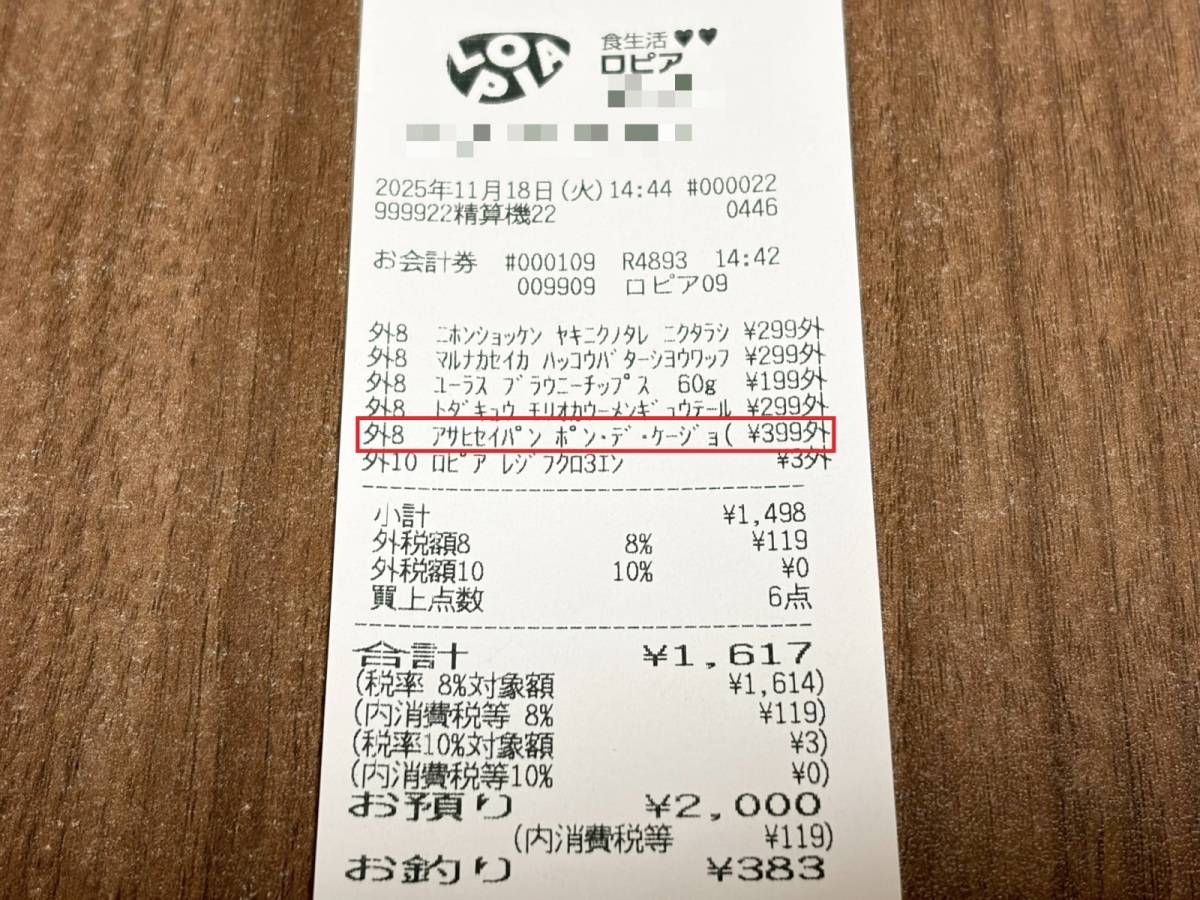 LOPIA
食生活♥♥
ロピア
2025年11月18日(火)14:44 #000022
999922精算機22 0446
お会計券 #000109 R4893 14:42
009909 ロピア09
外8 ニホンショッケン ヤキニクノタレ ニクタラシ ¥299外
外8 マルナカセイカ ハッコウバターショウワッフ ¥299外
外8 ユーラス ブラウニーチップス 60g ¥199外
外8 トダキュウ モリオカウーメンギュウテール ¥299外
外8 アサヒセイパン ポン・デ・ケージョ( ¥399外
外10 ロピア レジフクロ3エン ¥3外
小計 ¥1,498
外税額8 8% ¥119
外税額10 10% ¥0
買上点数 6点
合計 ¥1,617
(税率 8%対象額 ¥1,614)
(内消費税等 8% ¥119)
(税率10%対象額 ¥3)
(内消費税等10% ¥0)
お預り ¥2,000
(内消費税等 ¥119)
お釣り ¥383